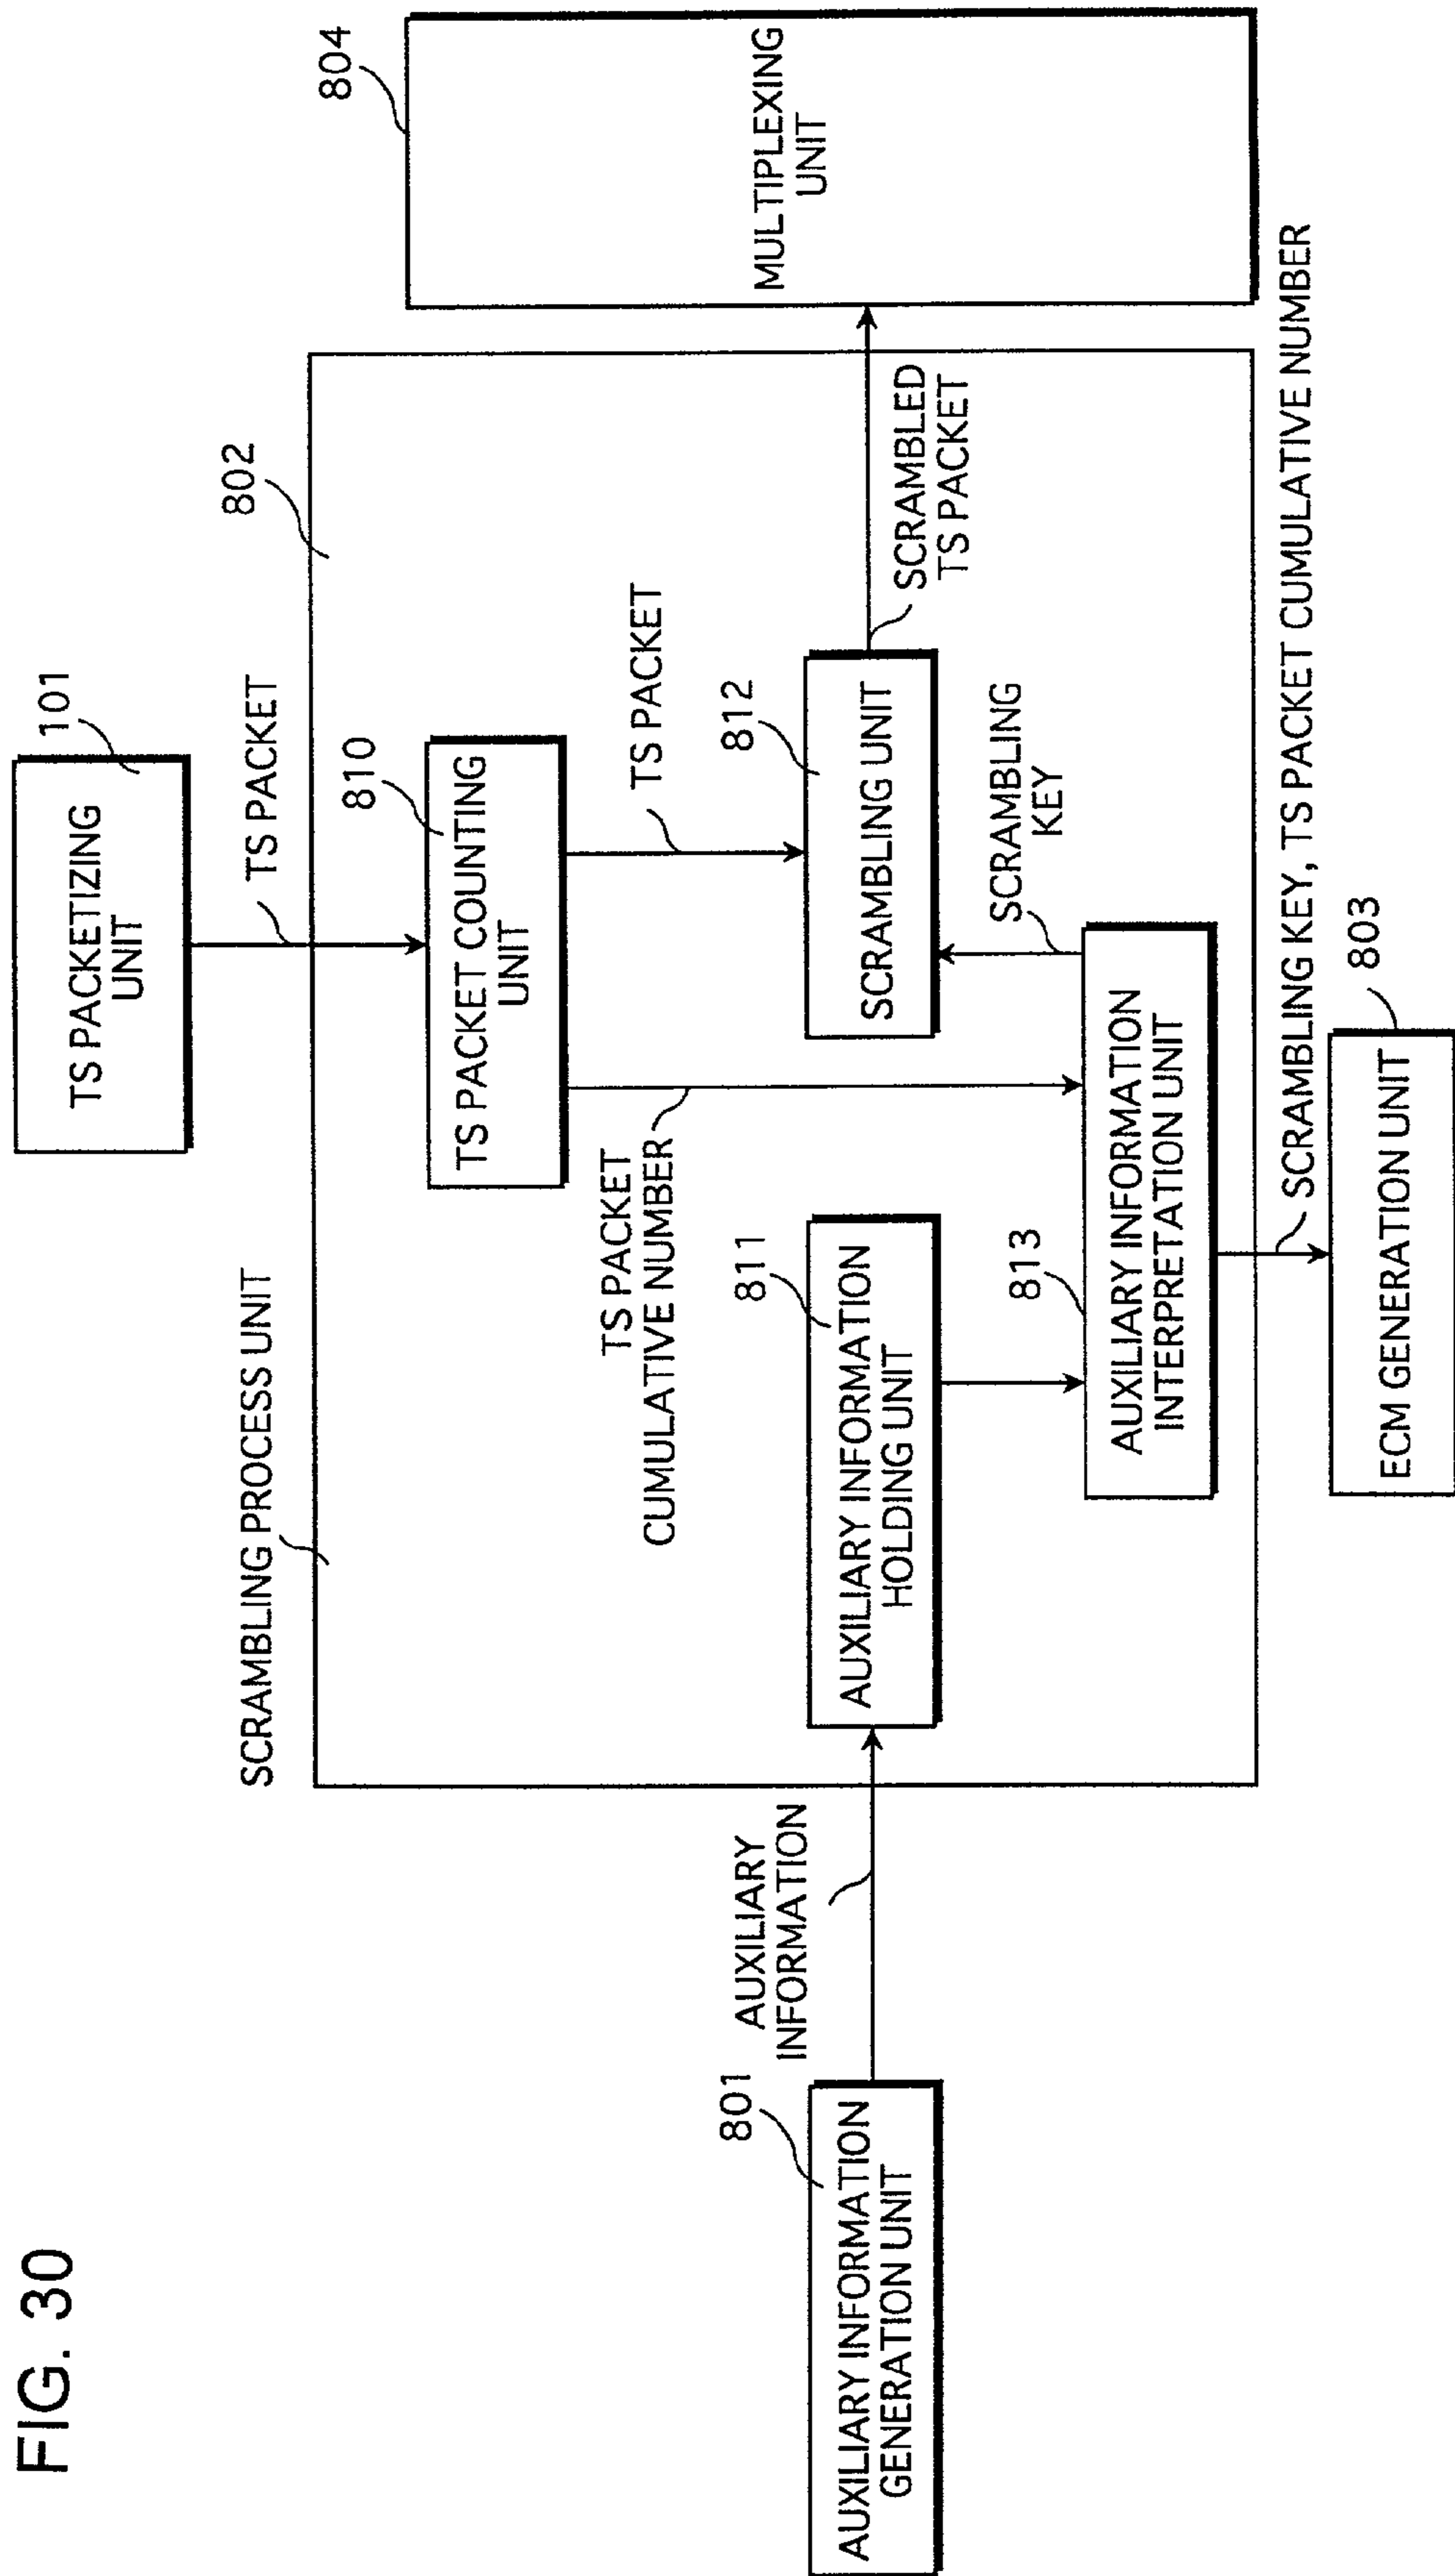 FIG. 30
TS PACKETIZING
UNIT
101
TS PACKET
SCRAMBLING PROCESS UNIT
802
804
810
TS PACKET COUNTING
UNIT
TS PACKET
CUMULATIVE NUMBER
TS PACKET
801
AUXILIARY INFORMATION
GENERATION UNIT
AUXILIARY
INFORMATION
811
AUXILIARY INFORMATION
HOLDING UNIT
812
SCRAMBLING UNIT
SCRAMBLED
TS PACKET
MULTIPLEXING
UNIT
SCRAMBLING
KEY
813
AUXILIARY INFORMATION
INTERPRETATION UNIT
SCRAMBLING KEY, TS PACKET CUMULATIVE NUMBER
803
ECM GENERATION UNIT